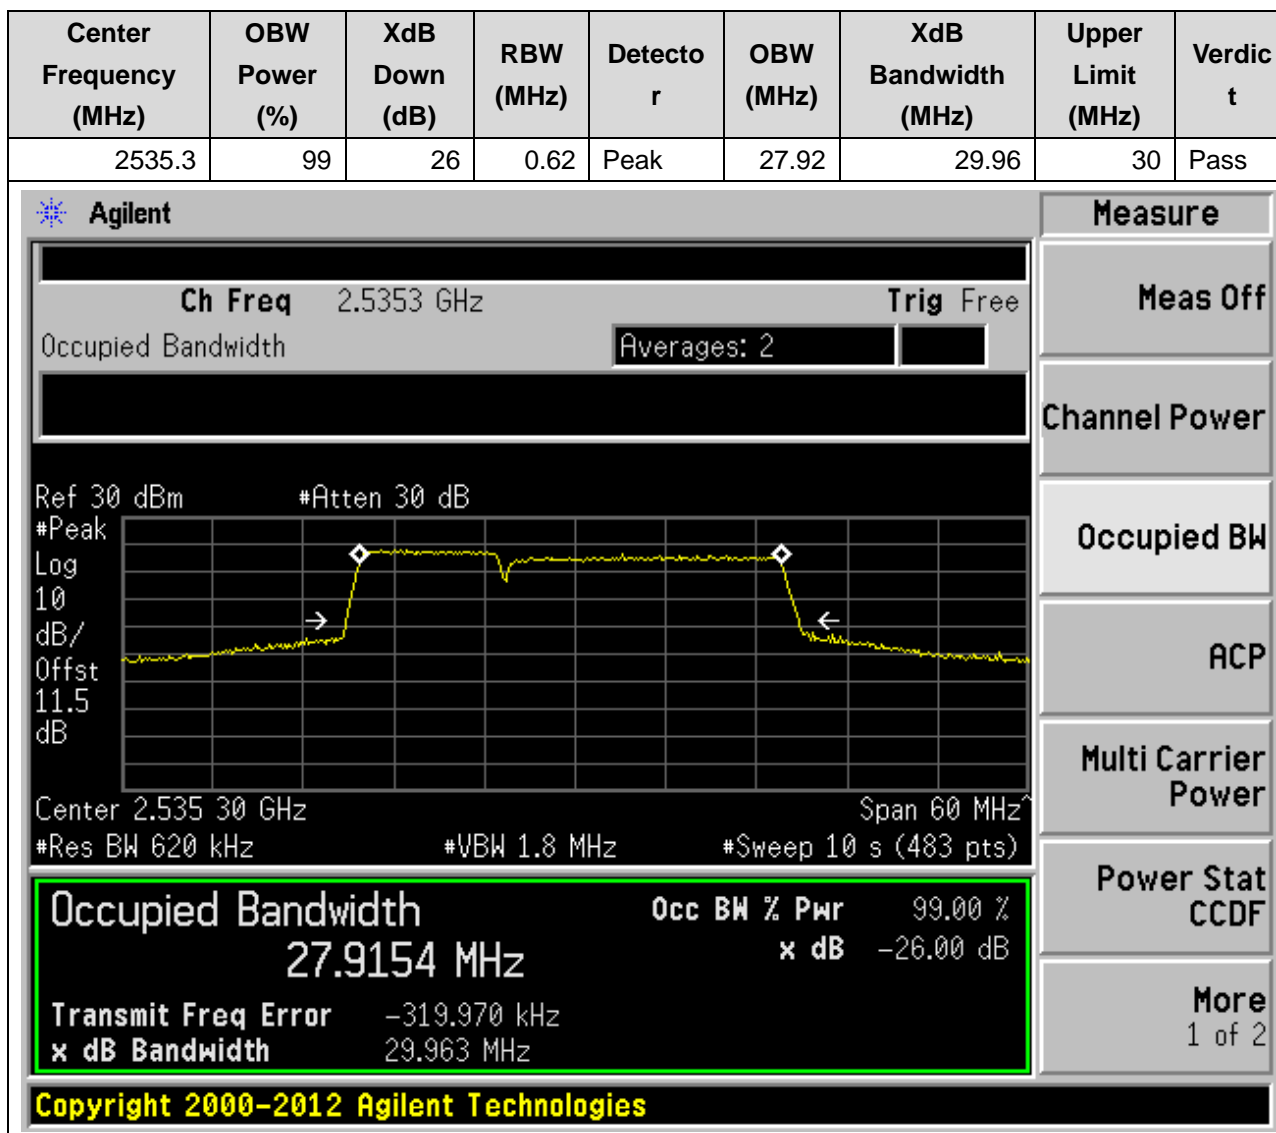 Center Frequency (MHz) OBW Power (%) XdB Down (dB) RBW (MHz) Detecto r OBW (MHz) XdB Bandwidth (MHz) Upper Limit (MHz) Verdic t
2535.3 99 26 0.62 Peak 27.92 29.96 30 Pass
Agilent
Measure
Ch Freq 2.5353 GHz Trig Free
Meas Off
Occupied Bandwidth Averages: 2
Channel Power
Ref 30 dBm #Atten 30 dB
#Peak
Log
10
dB/
Offst
11.5
dB
Occupied BW
ACP
Multi Carrier
Power
Center 2.535 30 GHz Span 60 MHz^
#Res BW 620 kHz #VBW 1.8 MHz #Sweep 10 s (483 pts)
Power Stat
CCDF
Occupied Bandwidth Occ BW % Pwr 99.00 %
27.9154 MHz x dB -26.00 dB
Transmit Freq Error -319.970 kHz
x dB Bandwidth 29.963 MHz
More
1 of 2
Copyright 2000-2012 Agilent Technologies